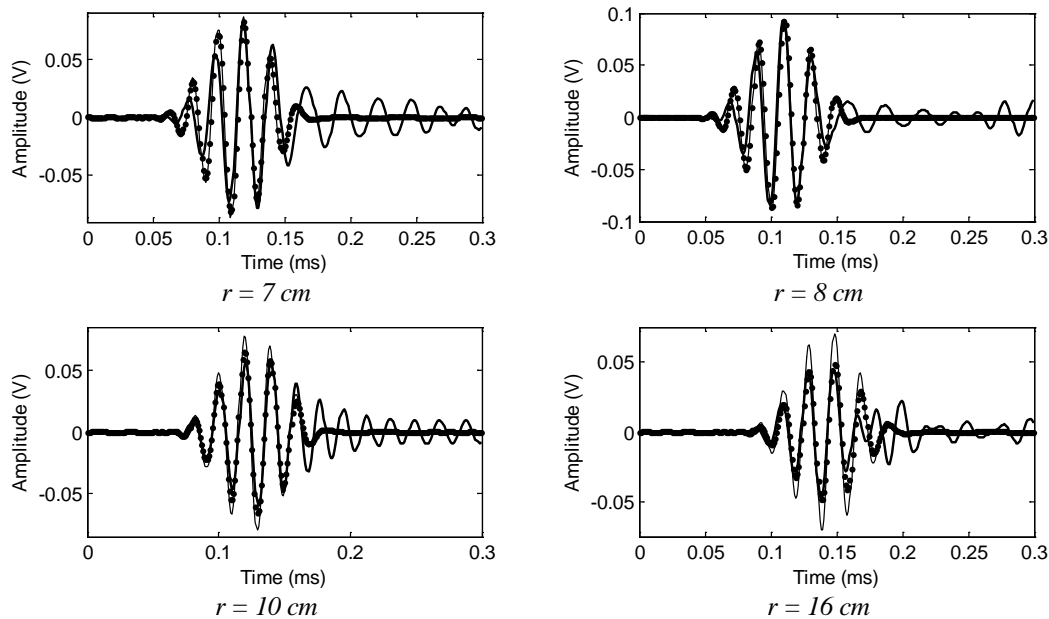 0.05
0
-0.05
Amplitude (V)
0 0.05 0.1 0.15 0.2 0.25 0.3
Time (ms)
r = 7 cm
0.1
0.05
0
-0.05
-0.1
Amplitude (V)
0 0.05 0.1 0.15 0.2 0.25 0.3
Time (ms)
r = 8 cm
0.05
0
-0.05
Amplitude (V)
0 0.1 0.2 0.3
Time (ms)
r = 10 cm
0.05
0
-0.05
Amplitude (V)
0 0.05 0.1 0.15 0.2 0.25 0.3
Time (ms)
r = 16 cm